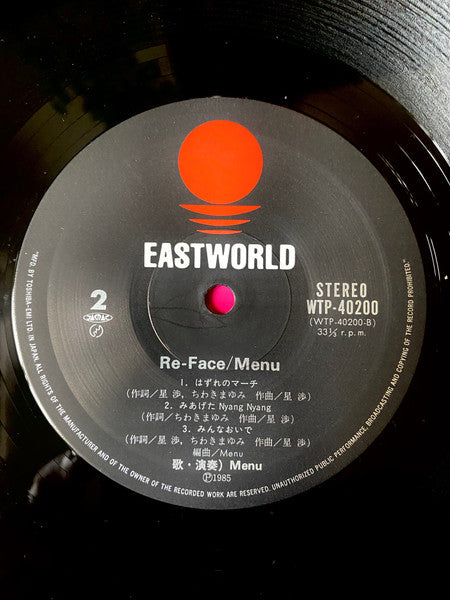 EASTWORLD
2
JASRAC
STEREO
WTP-40200
(WTP-40200-B)
33⅓ r.p.m.
Re-Face/Menu
1. はずれのマーチ
(作詞／星 渉, ちわきまゆみ 作曲／星 渉)
2. みあげた Nyang Nyang
(作詞／星 渉, ちわきまゆみ 作曲／星 渉)
3. みんなおいで
(作詞／星 渉, ちわきまゆみ 作曲／星 渉)
編曲／Menu
歌・演奏) Menu
Ⓟ1985
"MFD. BY TOSHIBA-EMI LTD. IN JAPAN. ALL RIGHTS OF THE MANUFACTURER AND OF THE OWNER OF THE RECORDED WORK ARE RESERVED. UNAUTHORIZED PUBLIC PERFORMANCE, BROADCASTING AND COPYING OF THE RECORD PROHIBITED."